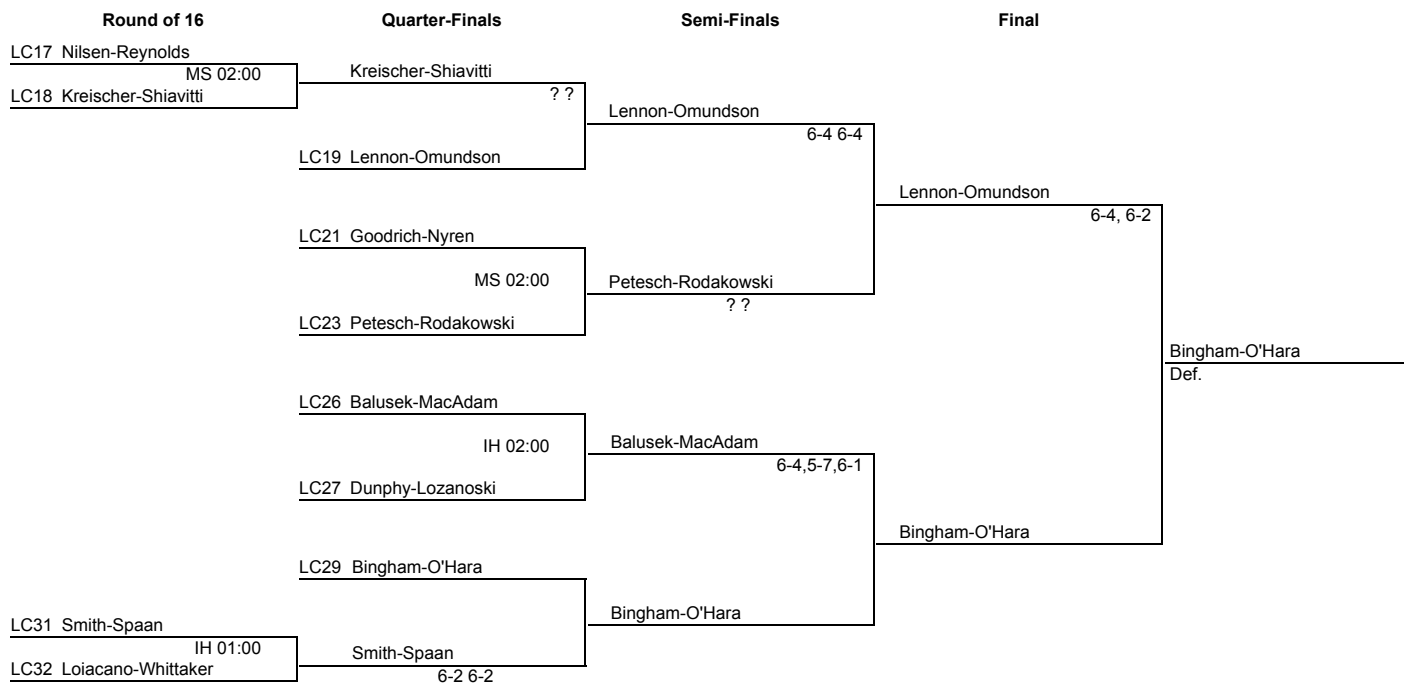 Round of 16 Quarter-Finals Semi-Finals Final
LC17 Nilsen-Reynolds
MS 02:00
LC18 Kreischer-Shiavitti
Kreischer-Shiavitti
? ?
LC19 Lennon-Omundson
Lennon-Omundson
6-4 6-4
LC21 Goodrich-Nyren
MS 02:00
LC23 Petesch-Rodakowski
Petesch-Rodakowski
? ?
Lennon-Omundson
6-4, 6-2
LC26 Balusek-MacAdam
IH 02:00
LC27 Dunphy-Lozanoski
Balusek-MacAdam
6-4,5-7,6-1
LC29 Bingham-O'Hara
LC31 Smith-Spaan
IH 01:00
LC32 Loiacano-Whittaker
Smith-Spaan
6-2 6-2
Bingham-O'Hara
Bingham-O'Hara
Bingham-O'Hara
Def.